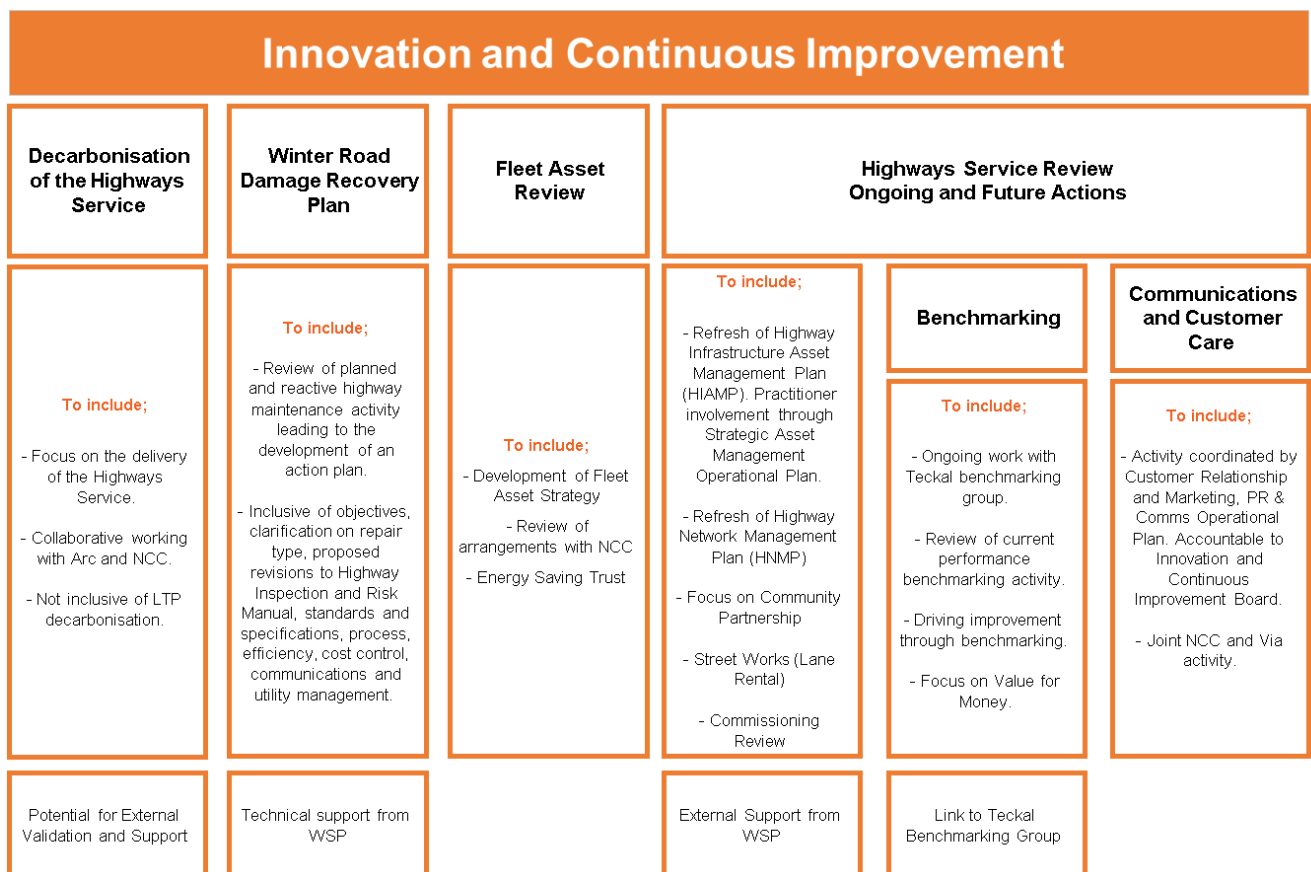 Innovation and Continuous Improvement
Decarbonisation
of the Highways
Service
Winter Road
Damage Recovery
Plan
Fleet Asset
Review
Highways Service Review
Ongoing and Future Actions
To include;
- Focus on the delivery
of the Highways
Service.
- Collaborative working
with Arc and NCC.
- Not inclusive of LTP
decarbonisation.
To include;
- Review of planned
and reactive highway
maintenance activity
leading to the
development of an
action plan.
- Inclusive of objectives,
clarification on repair
type, proposed
revisions to Highway
Inspection and Risk
Manual, standards and
specifications, process,
efficiency, cost control,
communications and
utility management.
To include;
- Development of Fleet
Asset Strategy
- Review of
arrangements with NCC
- Energy Saving Trust
To include;
- Refresh of Highway
Infrastructure Asset
Management Plan
(HIAMP). Practitioner
involvement through
Strategic Asset
Management
Operational Plan.
- Refresh of Highway
Network Management
Plan (HNMP)
- Focus on Community
Partnership
- Street Works (Lane
Rental)
- Commissioning
Review
Benchmarking
To include;
- Ongoing work with
Teckal benchmarking
group.
- Review of current
performance
benchmarking activity.
- Driving improvement
through benchmarking.
- Focus on Value for
Money.
Communications
and Customer
Care
To include;
- Activity coordinated by
Customer Relationship
and Marketing, PR &
Comms Operational
Plan. Accountable to
Innovation and
Continuous
Improvement Board.
- Joint NCC and Via
activity.
Potential for External
Validation and Support
Technical support from
WSP
External Support from
WSP
Link to Teckal
Benchmarking Group